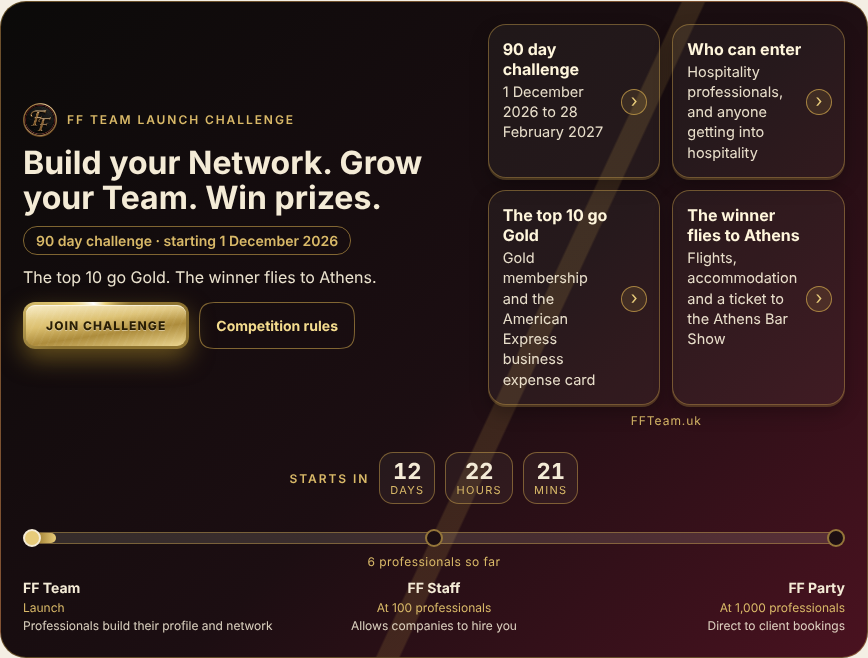 FF
FF TEAM LAUNCH CHALLENGE
Build your Network. Grow
your Team. Win prizes.
90 day challenge · starting 1 December 2026
The top 10 go Gold. The winner flies to Athens.
JOIN CHALLENGE
Competition rules
90 day
challenge
1 December
2026 to 28
February 2027
Who can enter
Hospitality
professionals,
and anyone
getting into
hospitality
The top 10 go
Gold
Gold
membership
and the
American
Express
business
expense card
The winner
flies to Athens
Flights,
accommodation
and a ticket to
the Athens Bar
Show
FFTeam.uk
STARTS IN
12
DAYS
22
HOURS
21
MINS
6 professionals so far
FF Team
Launch
Professionals build their profile and network
FF Staff
At 100 professionals
Allows companies to hire you
FF Party
At 1,000 professionals
Direct to client bookings